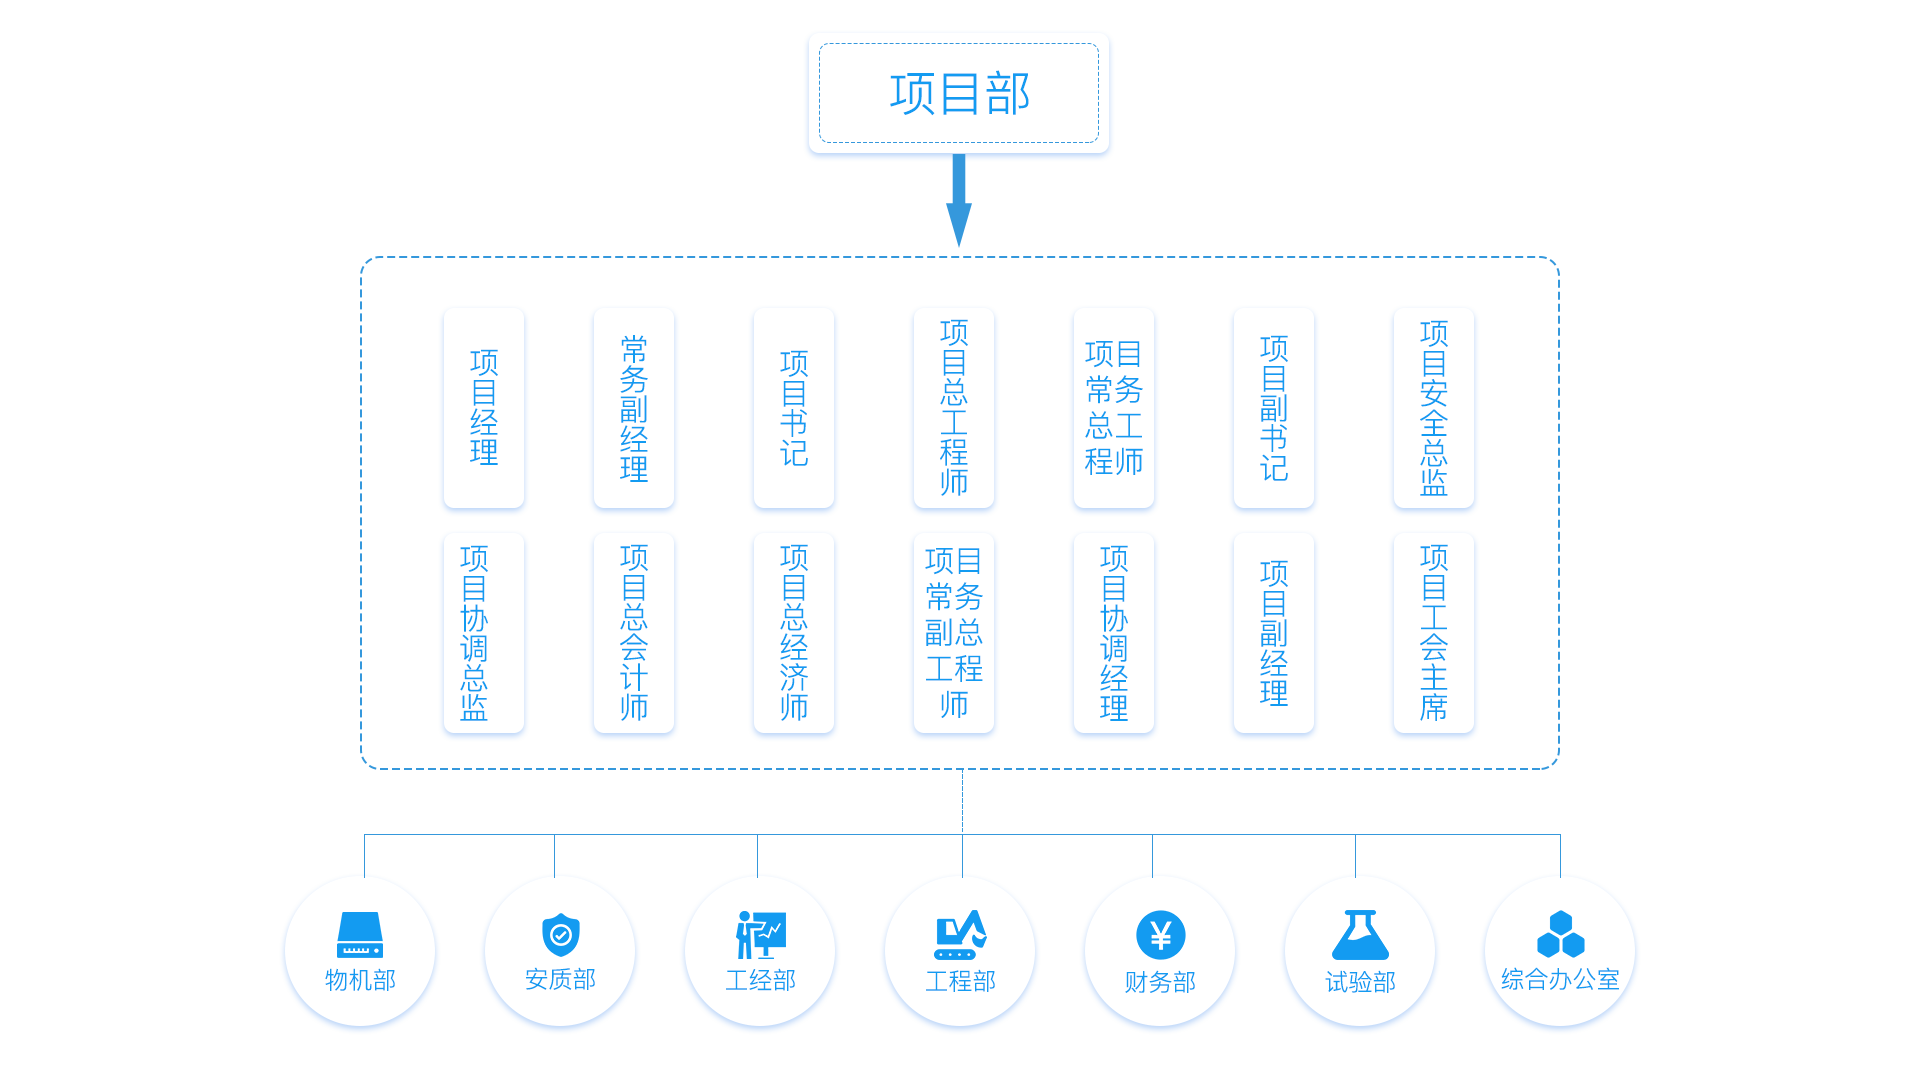 项目部
项目经理
常务副经理
项目书记
项目总工程师
项目
常务
总工
程师
项目副书记
项目安全总监
项目协调总监
项目总会计师
项目总经济师
项目
常务
副总
工程
师
项目协调经理
项目副经理
项目工会主席
物机部
安质部
工经部
工程部
财务部
试验部
综合办公室